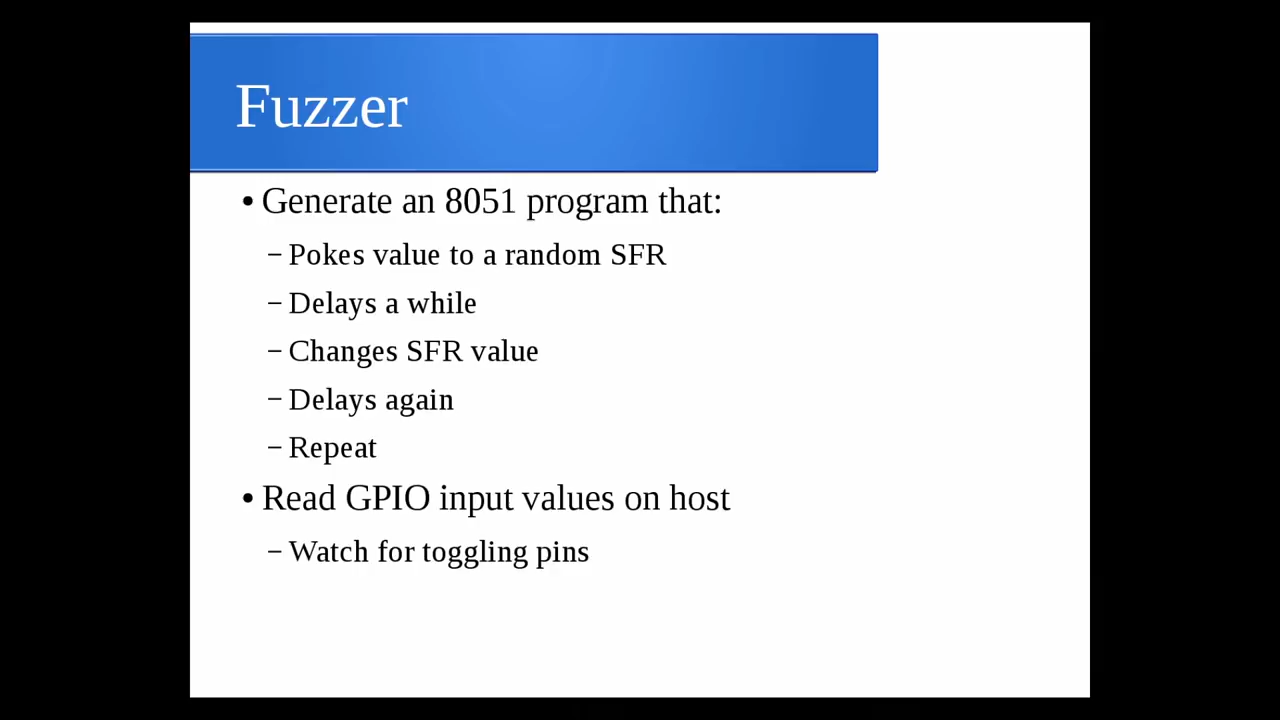 Fuzzer
• Generate an 8051 program that:
– Pokes value to a random SFR
– Delays a while
– Changes SFR value
– Delays again
– Repeat
• Read GPIO input values on host
– Watch for toggling pins